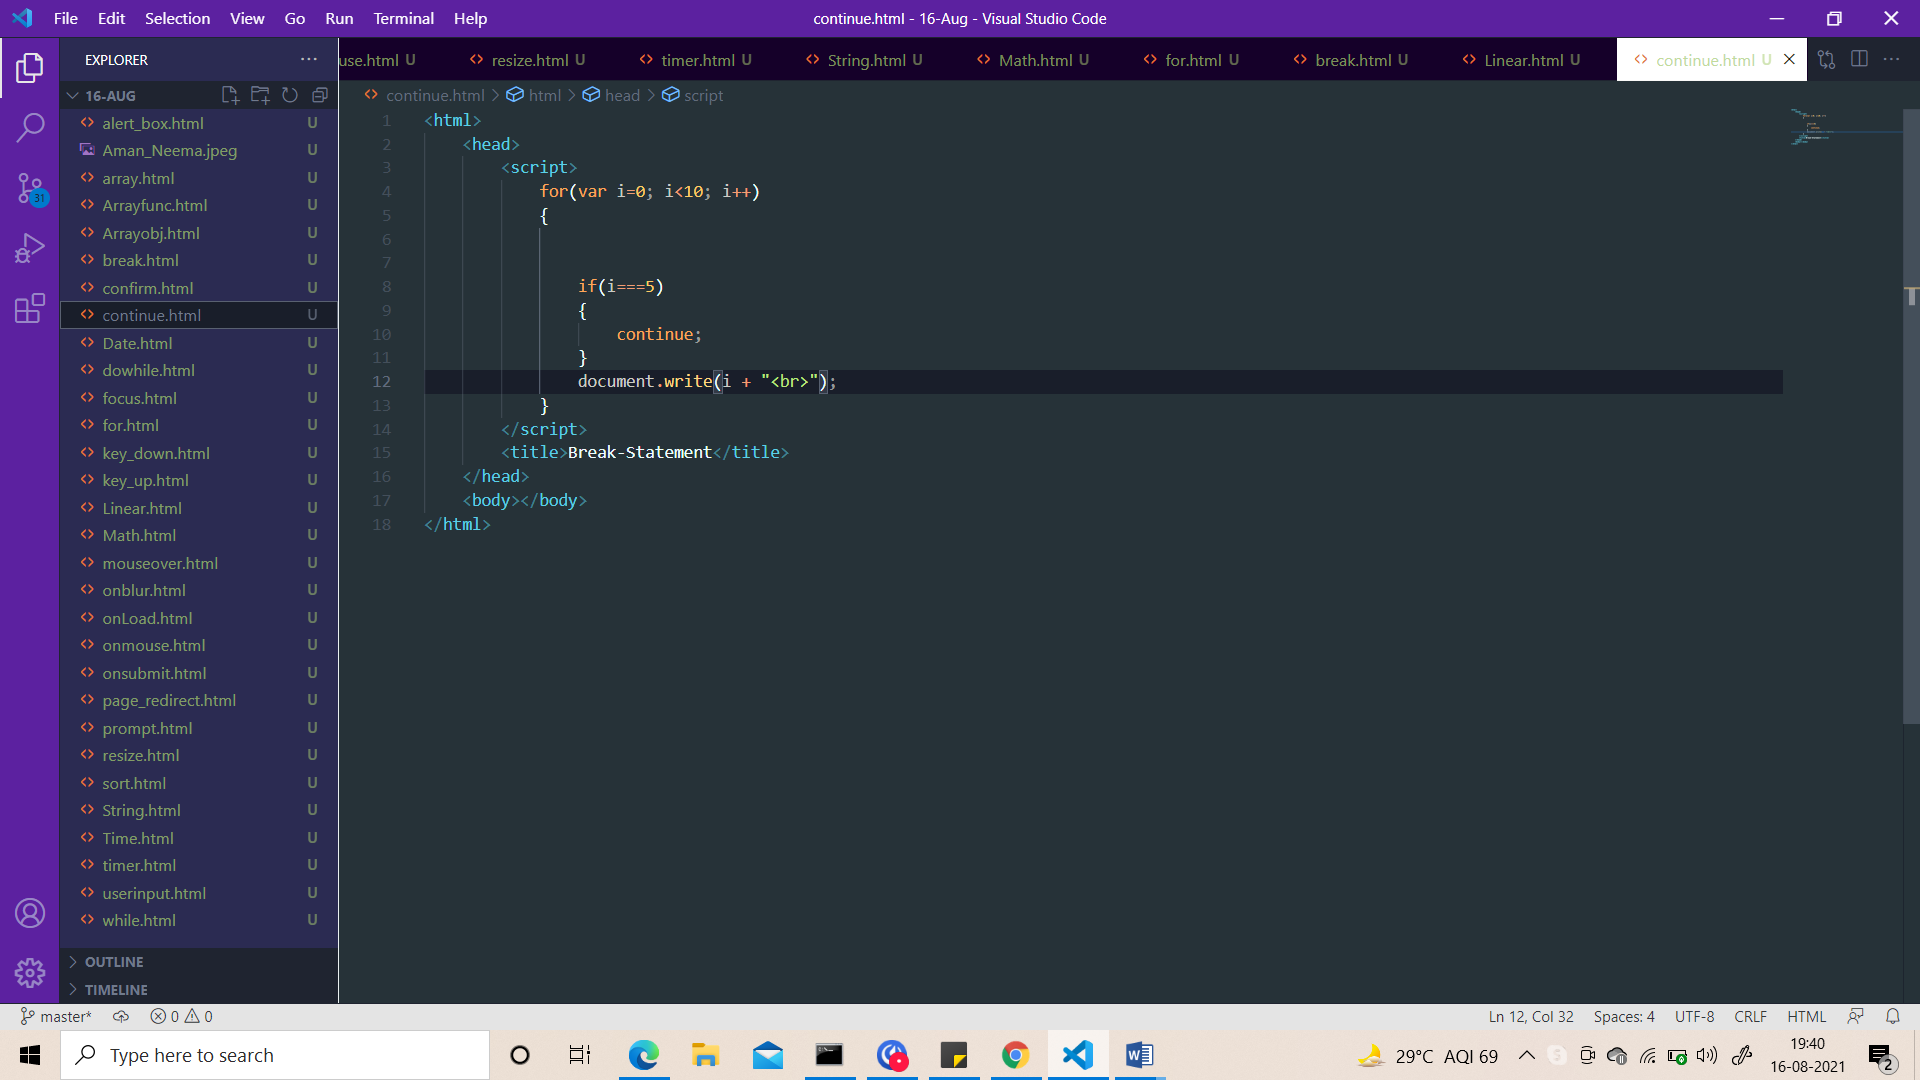 File Edit Selection View Go Run Terminal Help
continue.html - 16-Aug - Visual Studio Code
EXPLORER
use.html U
resize.html U
timer.html U
String.html U
Math.html U
for.html U
break.html U
Linear.html U
continue.html U
16-AUG
continue.html > html > head > script
alert_box.html U
Aman_Neema.jpeg U
array.html U
Arrayfunc.html U
Arrayobj.html U
break.html U
confirm.html U
continue.html U
Date.html U
dowhile.html U
focus.html U
for.html U
key_down.html U
key_up.html U
Linear.html U
Math.html U
mouseover.html U
onblur.html U
onLoad.html U
onmouse.html U
onsubmit.html U
page_redirect.html U
prompt.html U
resize.html U
sort.html U
String.html U
Time.html U
timer.html U
userinput.html U
while.html U
OUTLINE
TIMELINE
31
1 <html>
2 <head>
3 <script>
4 for(var i=0; i<10; i++)
5 {
6
7
8 if(i===5)
9 {
10 continue;
11 }
12 document.write(i + "<br>");
13 }
14 </script>
15 <title>Break-Statement</title>
16 </head>
17 <body></body>
18 </html>
master* 0 0
Ln 12, Col 32 Spaces: 4 UTF-8 CRLF HTML
Type here to search
29°C AQI 69
19:40
16-08-2021
2